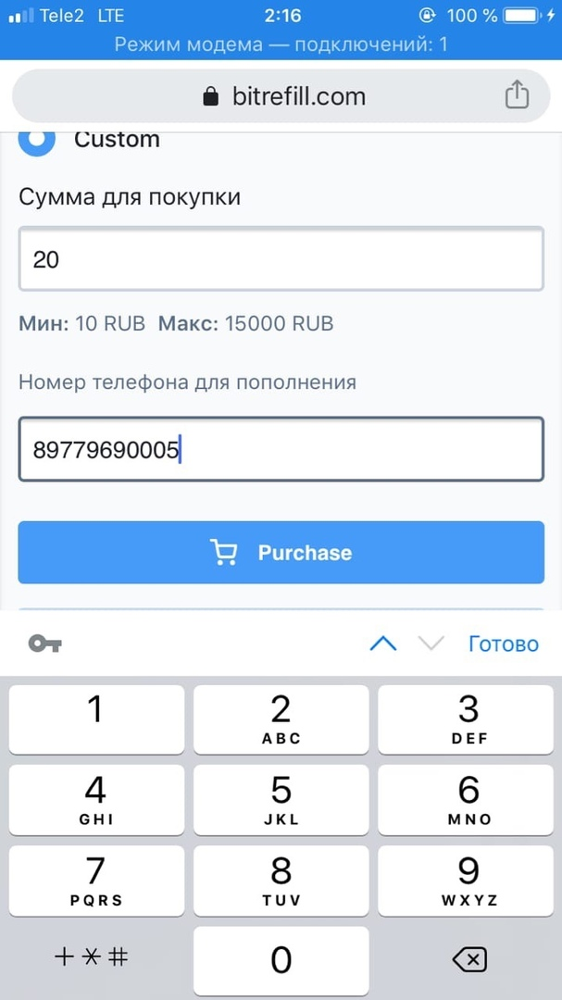 Tele2 LTE 2:16 100 %
Режим модема — подключений: 1
bitrefill.com
Custom
Сумма для покупки
20
Мин: 10 RUB Макс: 15000 RUB
Номер телефона для пополнения
89779690005
Purchase
Готово
1 2 3
ABC DEF
4 5 6
GHI JKL MNO
7 8 9
PQRS TUV WXYZ
+*# 0